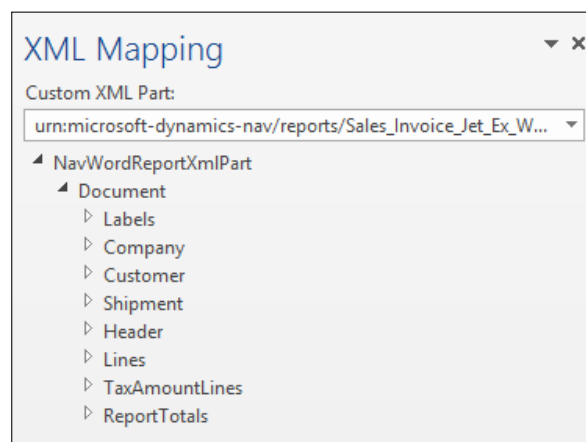 XML Mapping
Custom XML Part:
urn:microsoft-dynamics-nav/reports/Sales_Invoice_Jet_Ex_W...
NavWordReportXmlPart
Document
Labels
Company
Customer
Shipment
Header
Lines
TaxAmountLines
ReportTotals